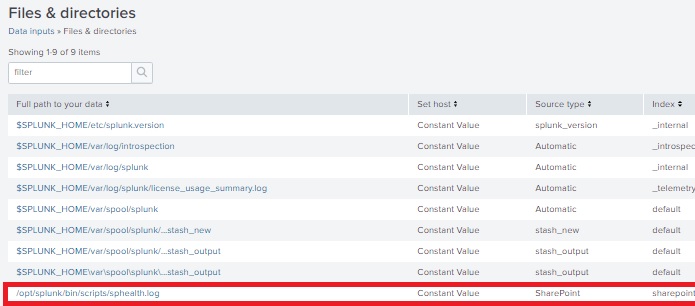 Files & directories
Data inputs » Files & directories
Showing 1-9 of 9 items
filter
Full path to your data Set host Source type Index
$SPLUNK_HOME/etc/splunk.version Constant Value splunk_version _internal
$SPLUNK_HOME/var/log/introspection Constant Value Automatic _introspec
$SPLUNK_HOME/var/log/splunk Constant Value Automatic _internal
$SPLUNK_HOME/var/log/splunk/license_usage_summary.log Constant Value Automatic _telemetry
$SPLUNK_HOME/var/spool/splunk Constant Value Automatic default
$SPLUNK_HOME/var/spool/splunk/...stash_new Constant Value stash_new default
$SPLUNK_HOME/var/spool/splunk/...stash_output Constant Value stash_output default
$SPLUNK_HOME\var\spool\splunk\...stash_output Constant Value stash_output default
/opt/splunk/bin/scripts/sphealth.log Constant Value SharePoint sharepoint